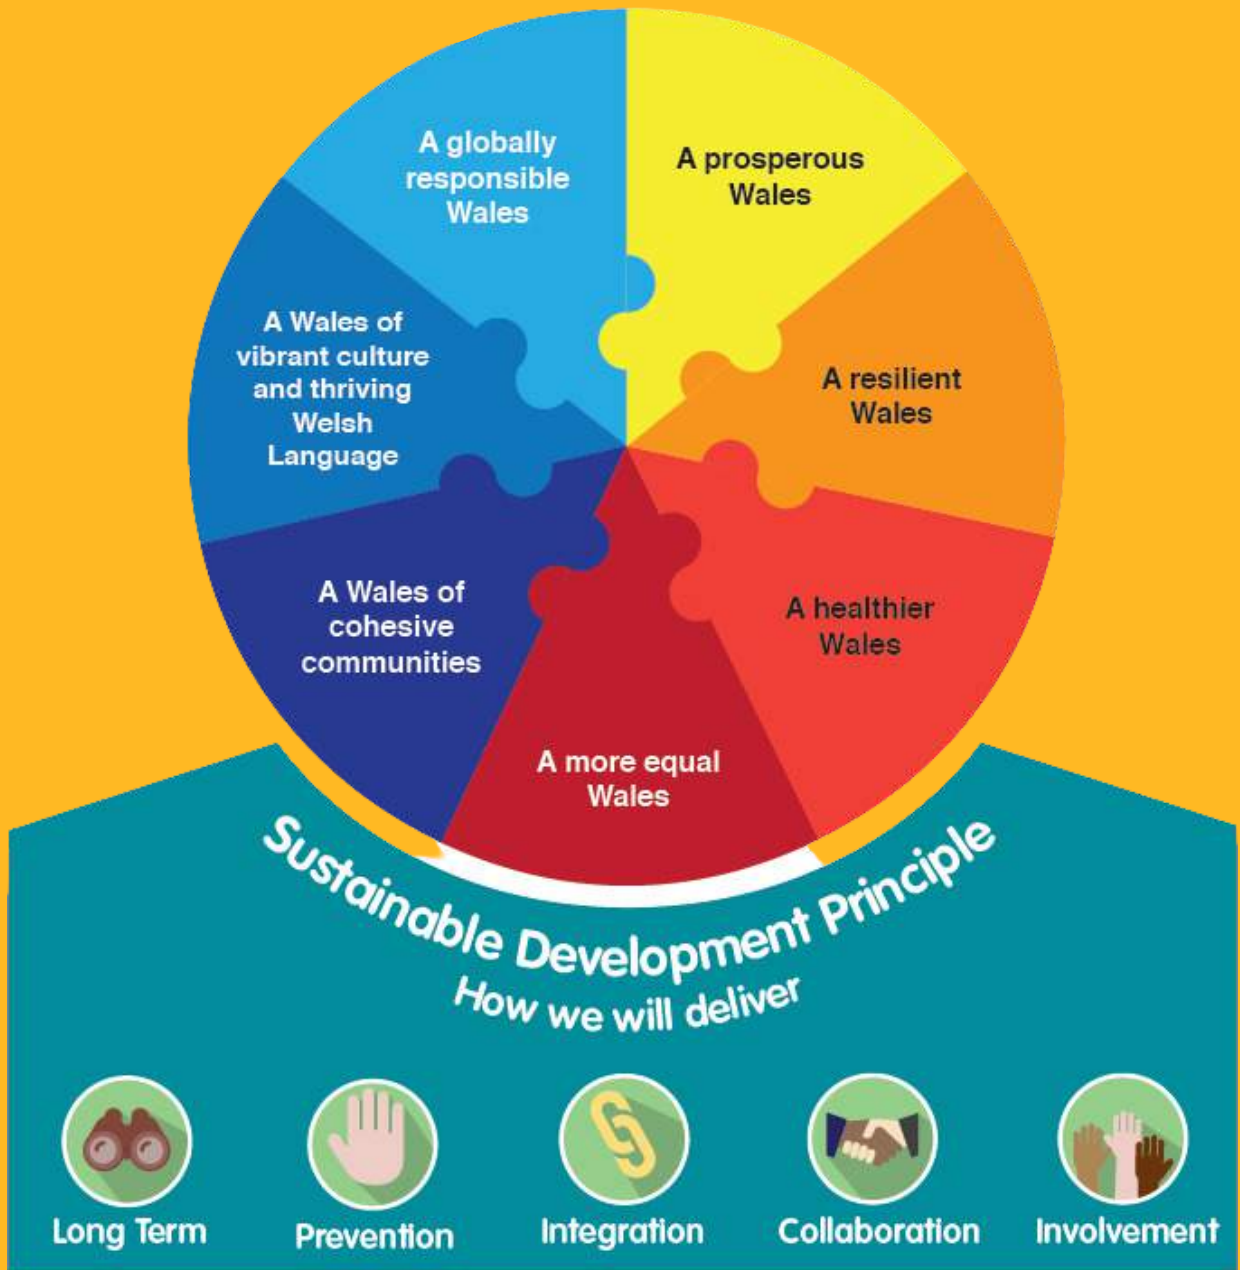 A globally
responsible
Wales
A prosperous
Wales
A Wales of
vibrant culture
and thriving
Welsh
Language
A resilient
Wales
A Wales of
cohesive
communities
A healthier
Wales
A more equal
Wales
Sustainable Development Principle
How we will deliver
Long Term
Prevention
Integration
Collaboration
Involvement